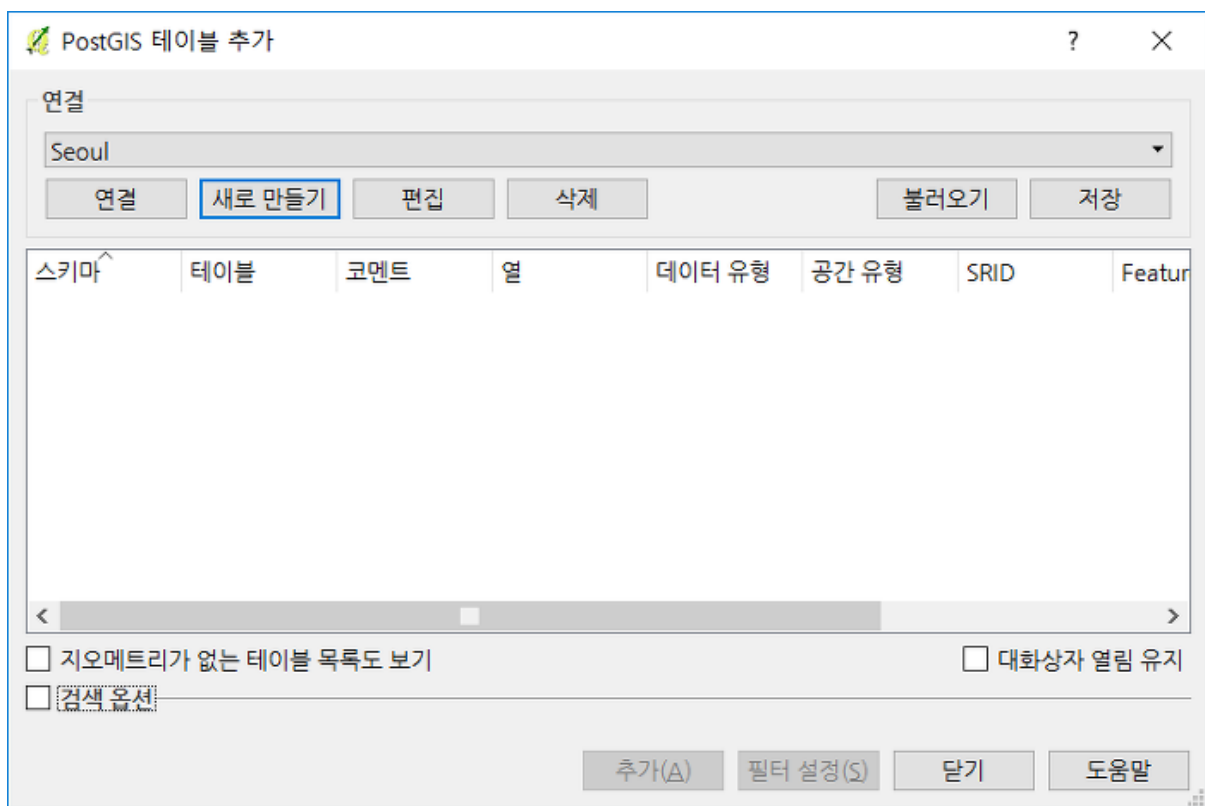 PostGIS 테이블 추가
연결
Seoul
연결 새로 만들기 편집 삭제 불러오기 저장
스키마 테이블 코멘트 열 데이터 유형 공간 유형 SRID Featur
지오메트리가 없는 테이블 목록도 보기 대화상자 열림 유지
검색 옵션
추가(A) 필터 설정(S) 닫기 도움말